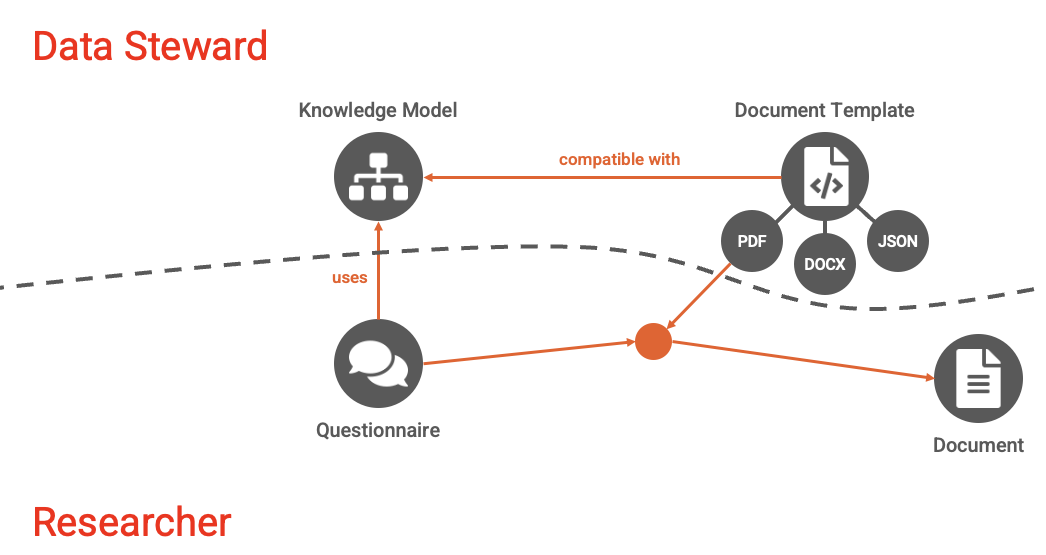 Data Steward
Knowledge Model
Document Template
compatible with
</>
PDF
JSON
DOCX
uses
Questionnaire
Document
Researcher